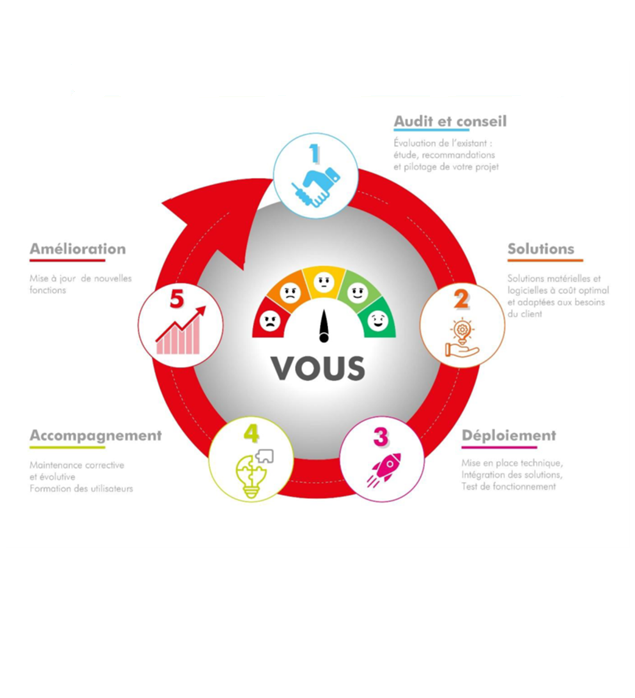 1
Audit et conseil
Évaluation de l'existant :
étude, recommandations
et pilotage de votre projet
Solutions
Solutions matérielles et
logicielles à coût optimal
et adaptées aux besoins
du client
2
Déploiement
Mise en place technique,
Intégration des solutions,
Test de fonctionnement
3
Accompagnement
Maintenance corrective
et évolutive
Formation des utilisateurs
4
Amélioration
Mise à jour de nouvelles
fonctions
5
VOUS